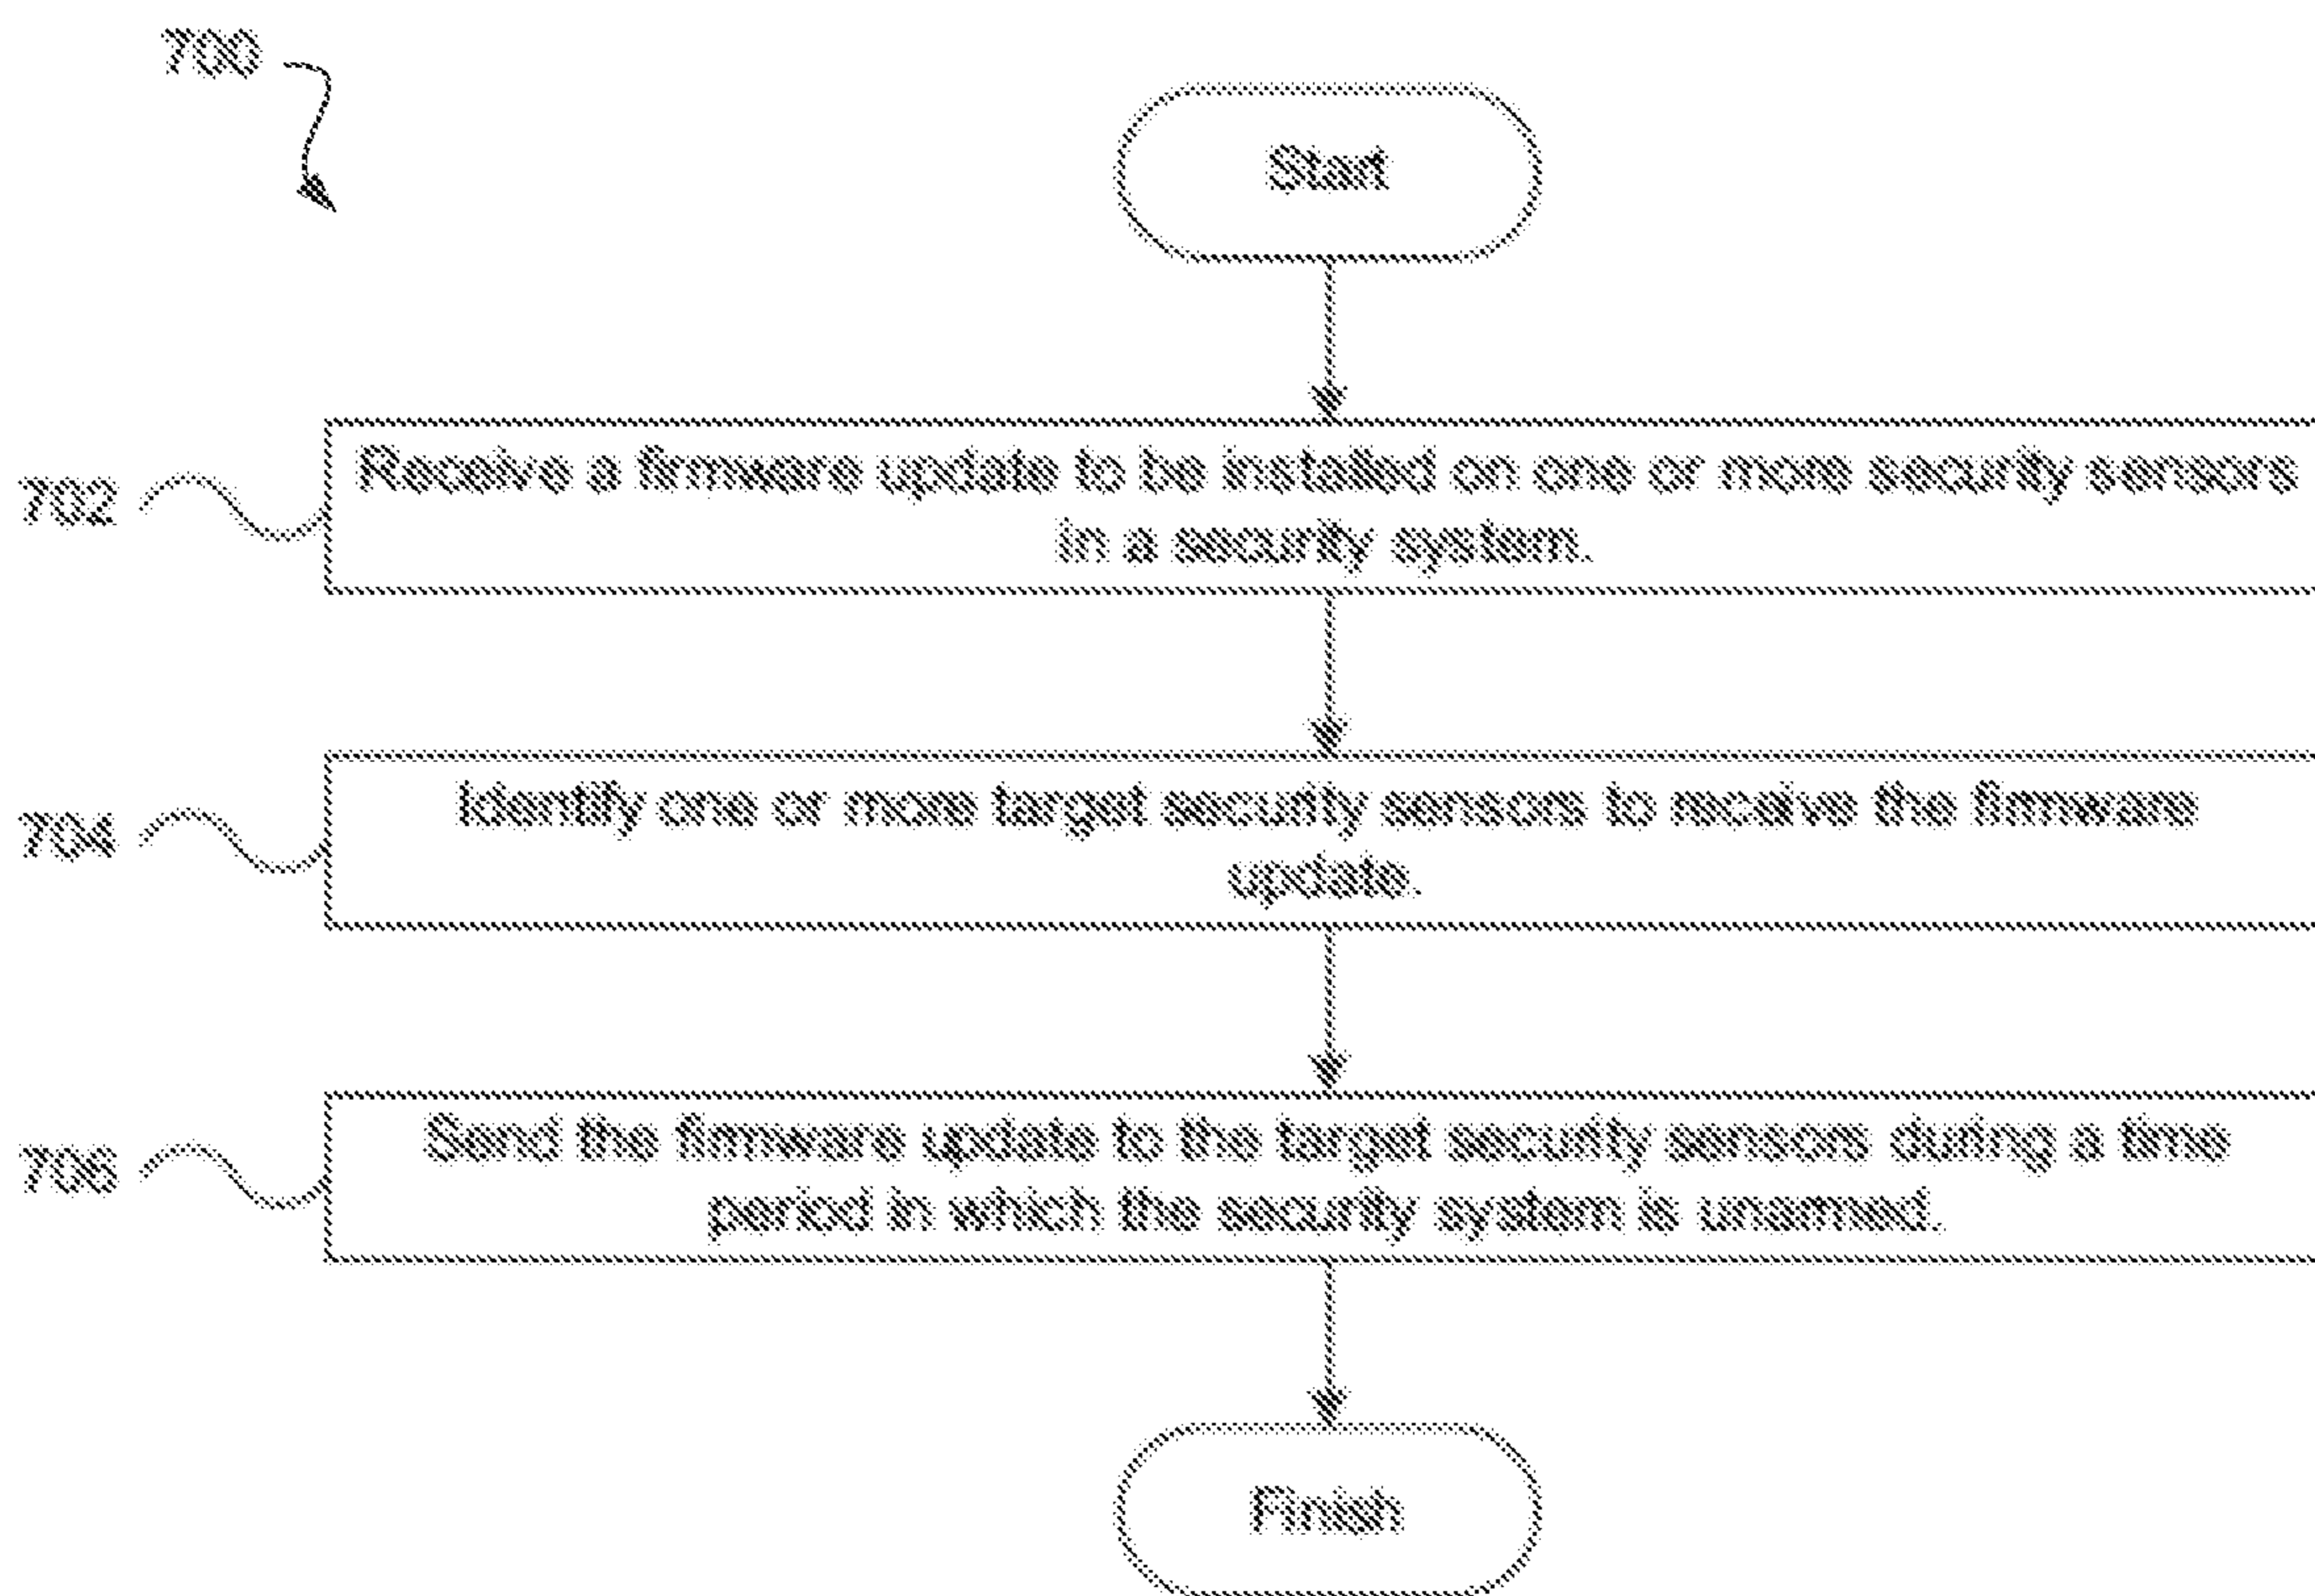 700
Start
702
Receive a firmware update to be installed on one or more security sensors
in a security system.
704
Identify one or more target security sensors to receive the firmware
update.
706
Send the firmware update to the target security sensors during a time
period in which the security system is unarmed.
Finish